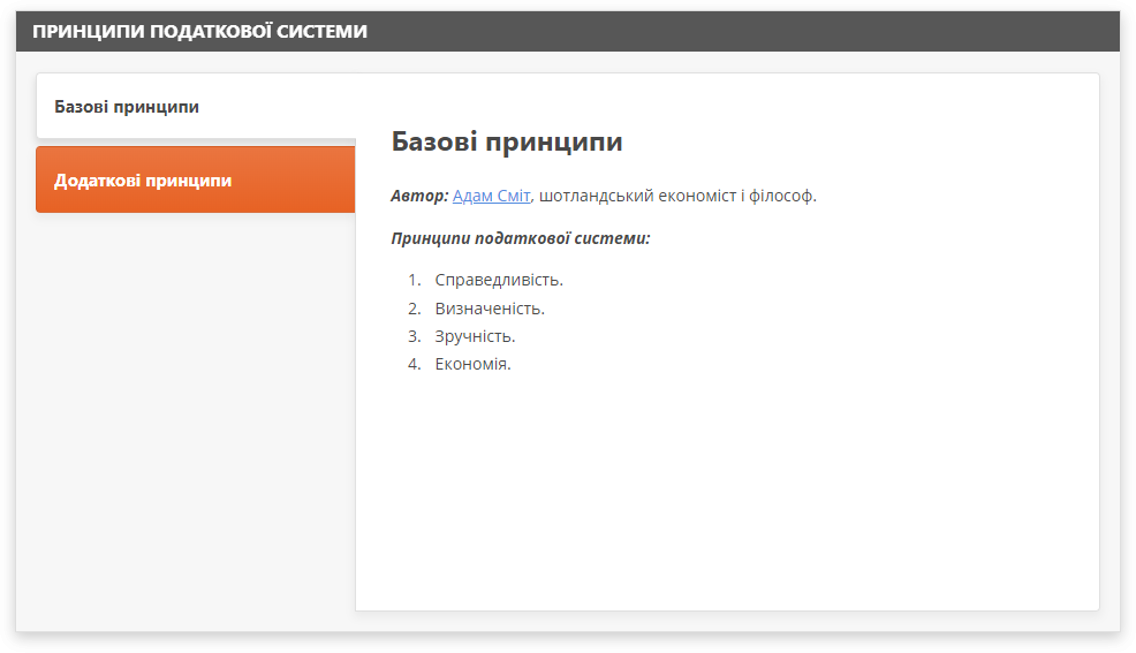 ПРИНЦИПИ ПОДАТКОВОЇ СИСТЕМИ
Базові принципи
Додаткові принципи
Базові принципи
Автор: Адам Сміт, шотландський економіст і філософ.
Принципи податкової системи:
1. Справедливість.
2. Визначеність.
3. Зручність.
4. Економія.